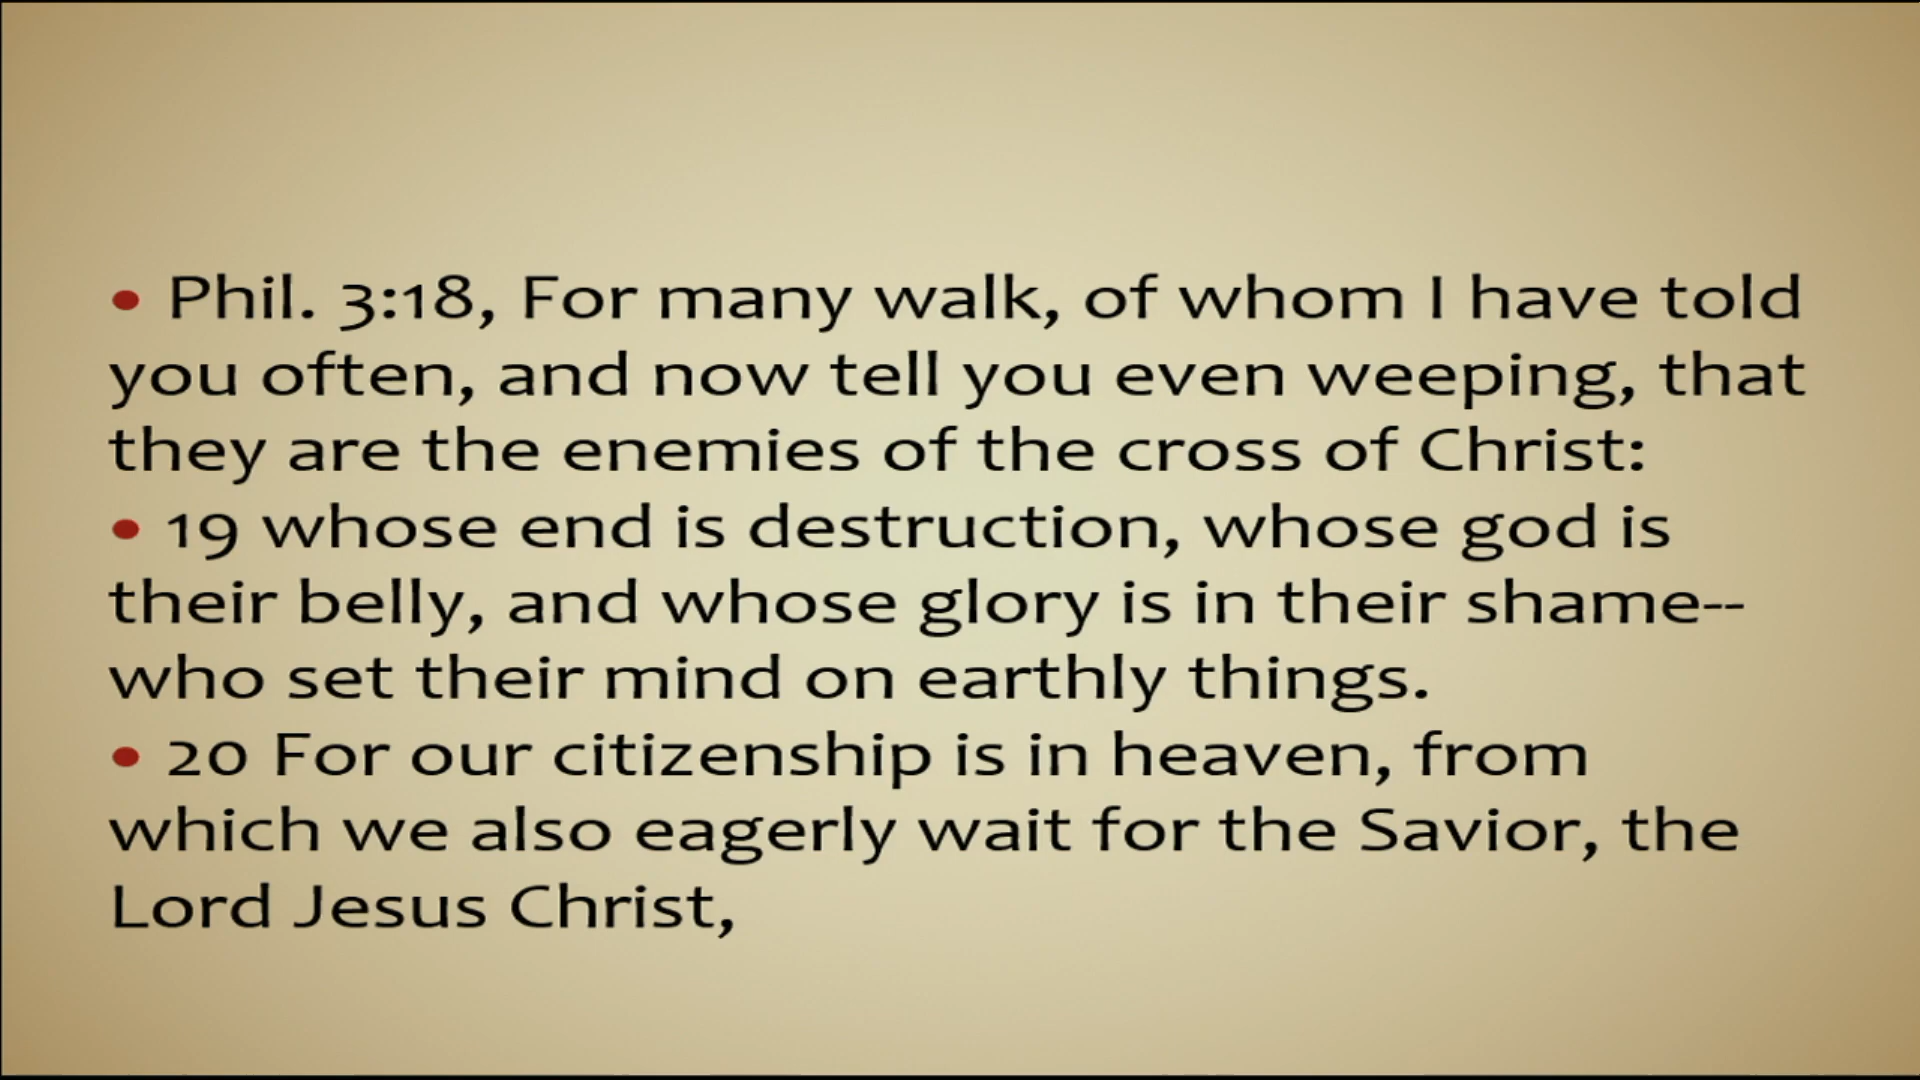 • Phil. 3:18, For many walk, of whom I have told
you often, and now tell you even weeping, that
they are the enemies of the cross of Christ:
• 19 whose end is destruction, whose god is
their belly, and whose glory is in their shame--
who set their mind on earthly things.
• 20 For our citizenship is in heaven, from
which we also eagerly wait for the Savior, the
Lord Jesus Christ,